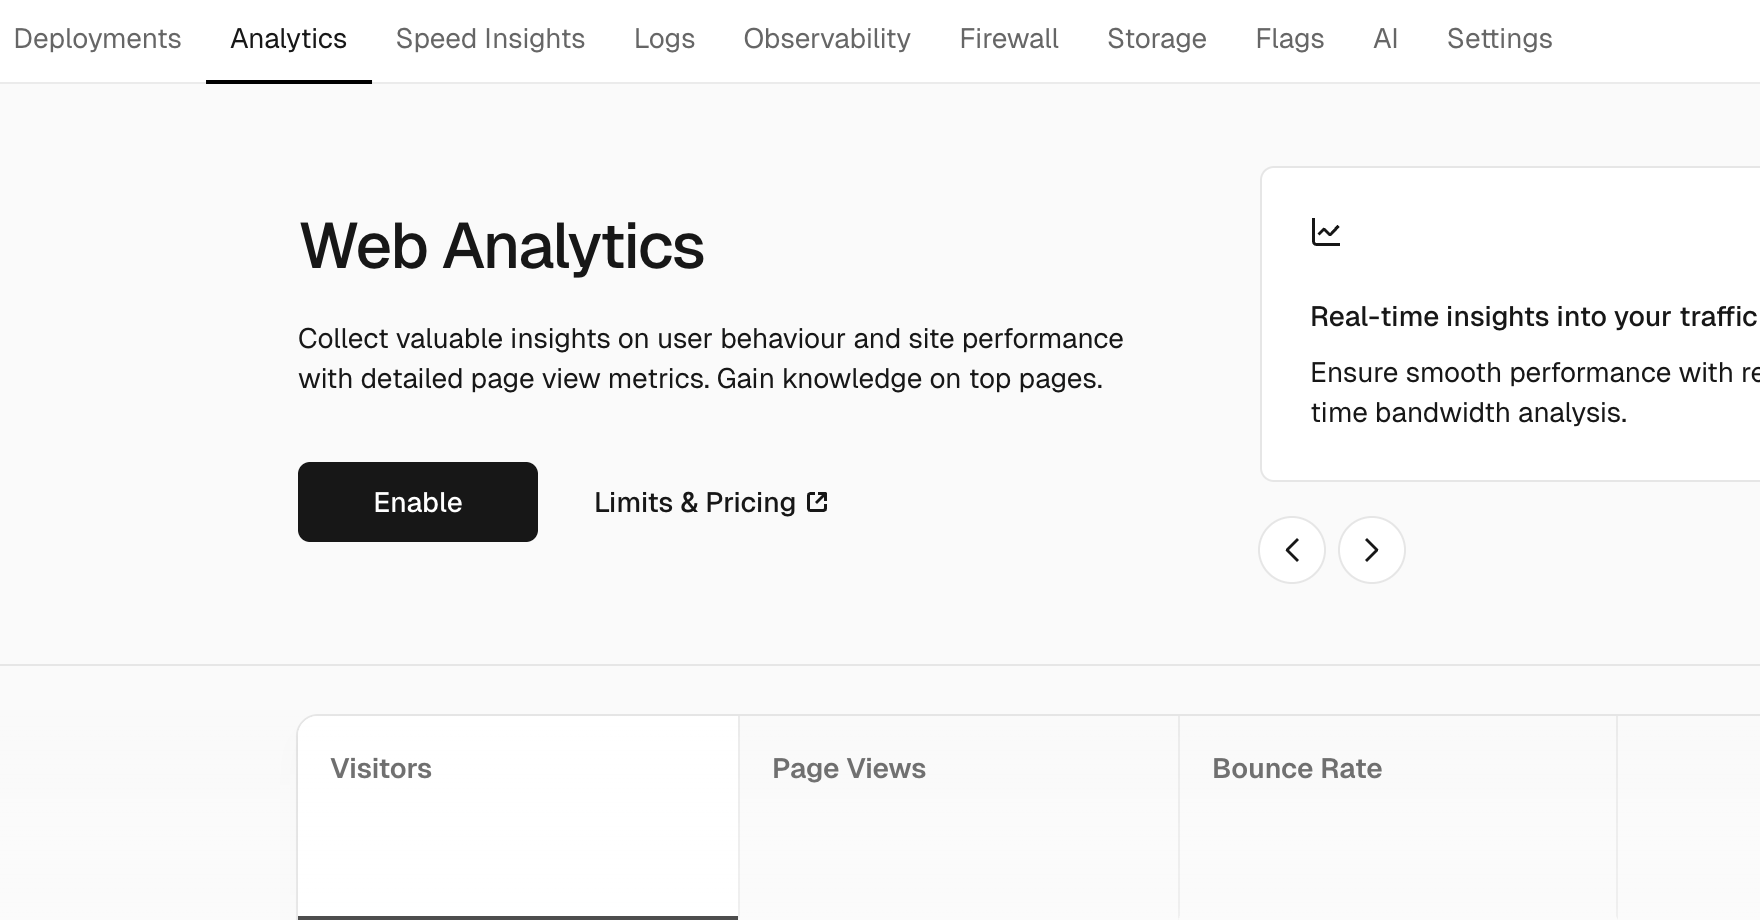 Deployments Analytics Speed Insights Logs Observability Firewall Storage Flags AI Settings
Web Analytics
Collect valuable insights on user behaviour and site performance
with detailed page view metrics. Gain knowledge on top pages.
Enable
Limits & Pricing
Real-time insights into your traffic
Ensure smooth performance with re
time bandwidth analysis.
Visitors
Page Views
Bounce Rate